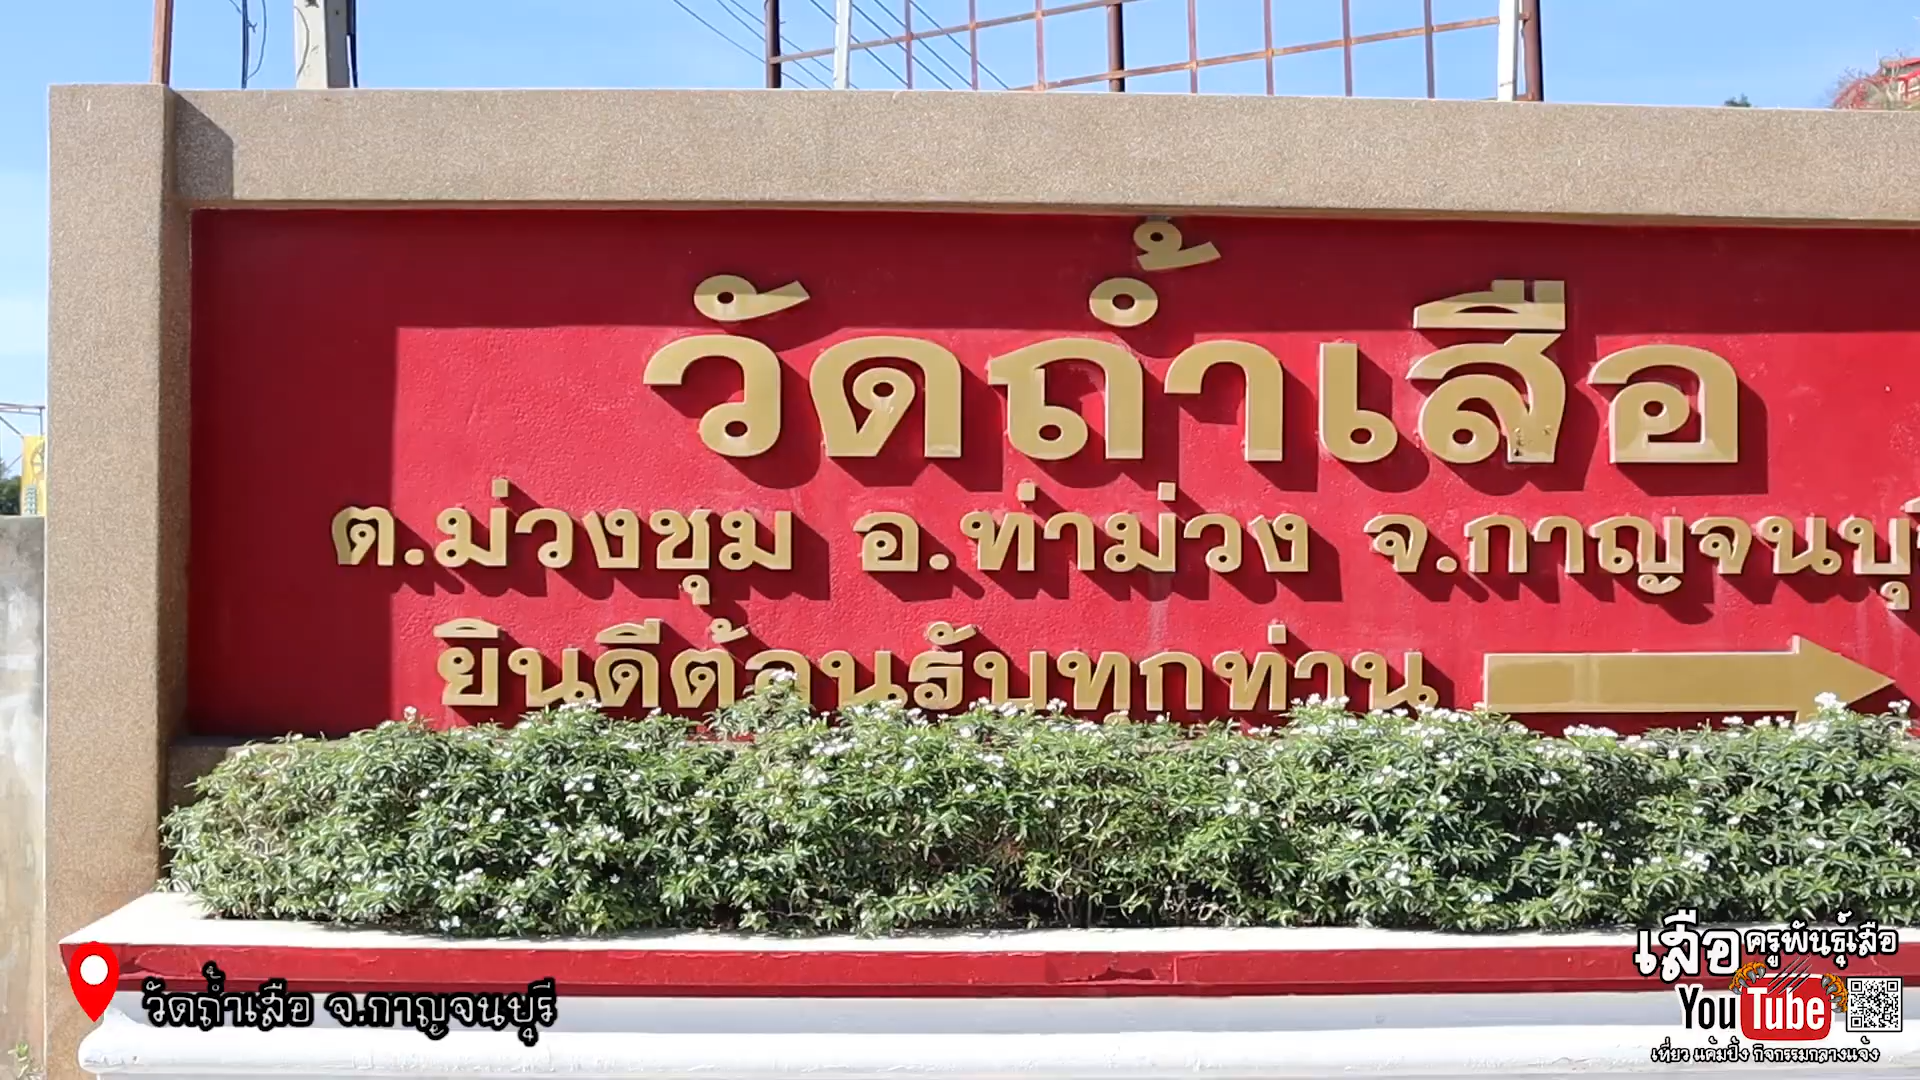 วัดถ้ำเสือ
ต.ม่วงชุม อ.ท่าม่วง จ.กาญจนบุรี
ยินดีต้อนรับทุกท่าน
วัดถ้ำเสือ จ.กาญจนบุรี
เสือ ครูพันธุ์เสือ
YouTube
เที่ยว แค้มปิ้ง กิจกรรมกลางแจ้ง